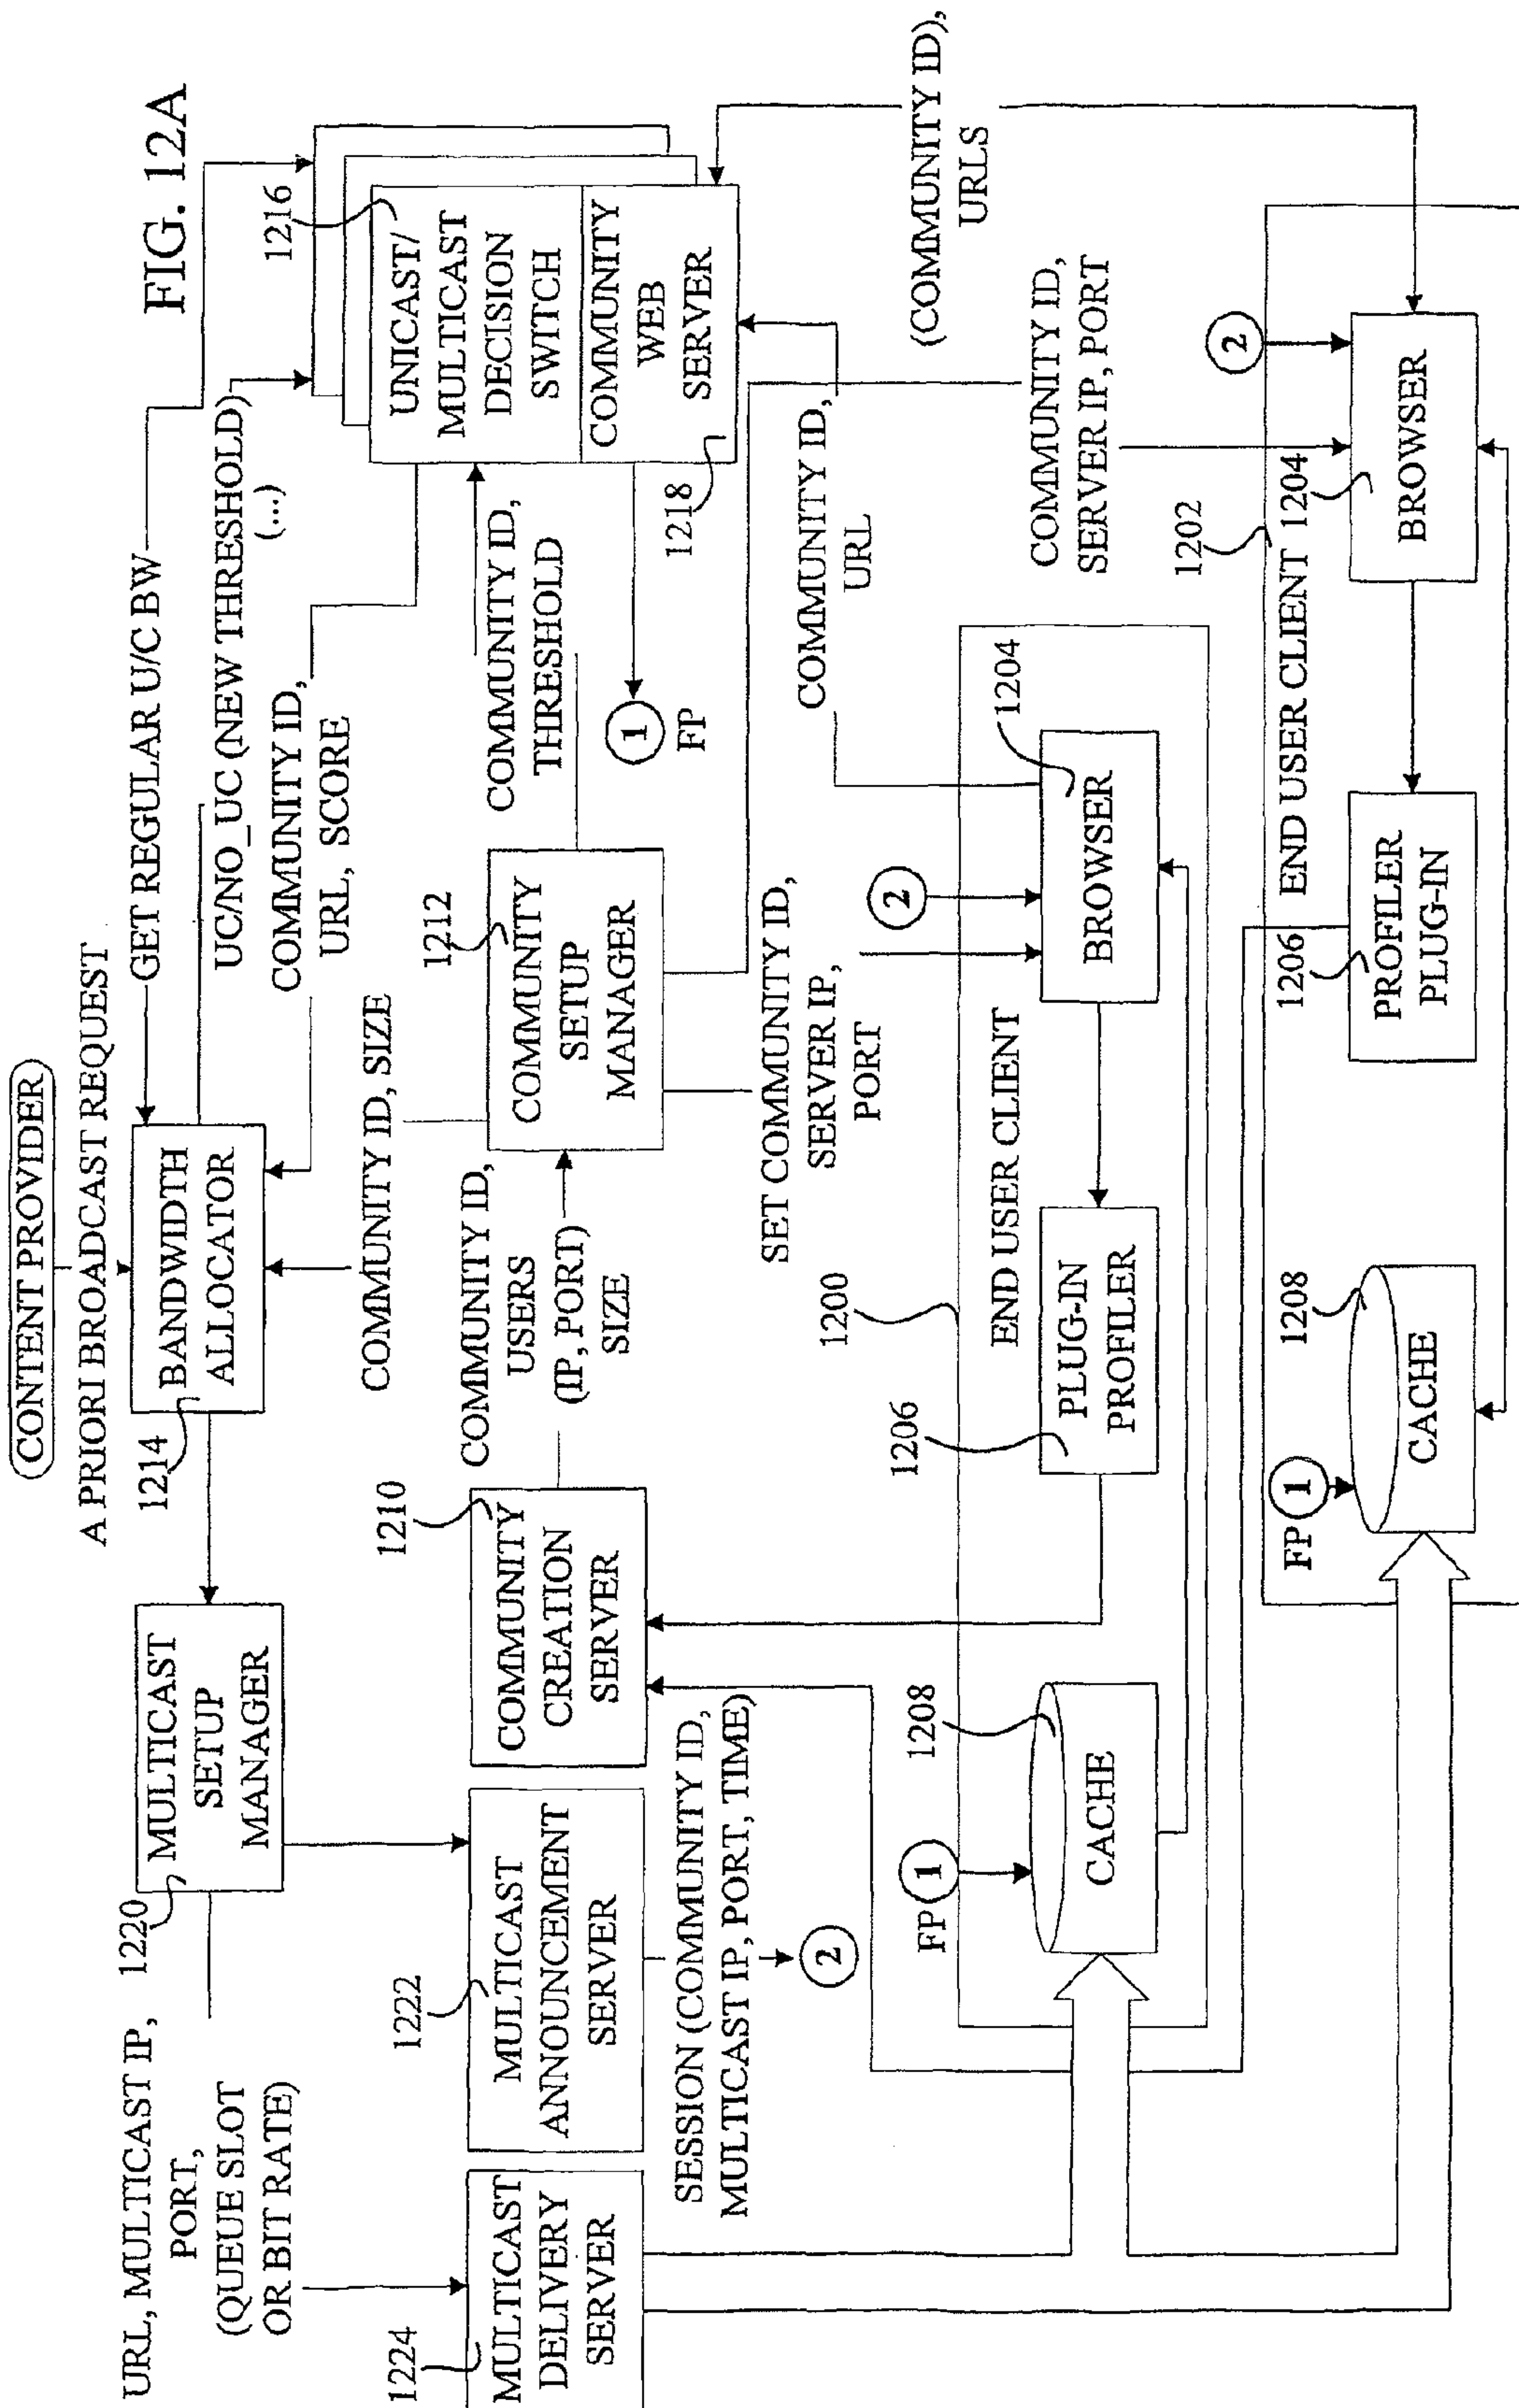 FIG. 12A
CONTENT PROVIDER
A PRIORI BROADCAST REQUEST
GET REGULAR U/C BW
UC/NO_UC (NEW THRESHOLD)
(...)
COMMUNITY ID,
URL, SCORE
1214
BANDWIDTH
ALLOCATOR
COMMUNITY ID, SIZE
1216
UNICAST/
MULTICAST
DECISION
SWITCH
COMMUNITY
WEB
SERVER
1218
(COMMUNITY ID),
URLS
1220
MULTICAST
SETUP
MANAGER
URL, MULTICAST IP,
PORT,
(QUEUE SLOT
OR BIT RATE)
1224
MULTICAST
DELIVERY
SERVER
1222
MULTICAST
ANNOUNCEMENT
SERVER
SESSION (COMMUNITY ID,
MULTICAST IP, PORT, TIME)
2
1210
COMMUNITY
CREATION
SERVER
COMMUNITY ID,
USERS
(IP, PORT)
SIZE
1212
COMMUNITY
SETUP
MANAGER
COMMUNITY ID,
THRESHOLD
1
FP
SET COMMUNITY ID,
SERVER IP,
PORT
COMMUNITY ID,
URL
COMMUNITY ID,
SERVER IP, PORT
1200
END USER CLIENT
FP 1
1208
CACHE
1206
PLUG-IN
PROFILER
2
1204
BROWSER
1202
END USER CLIENT
FP 1
1208
CACHE
1206
PROFILER
PLUG-IN
1204
2
BROWSER